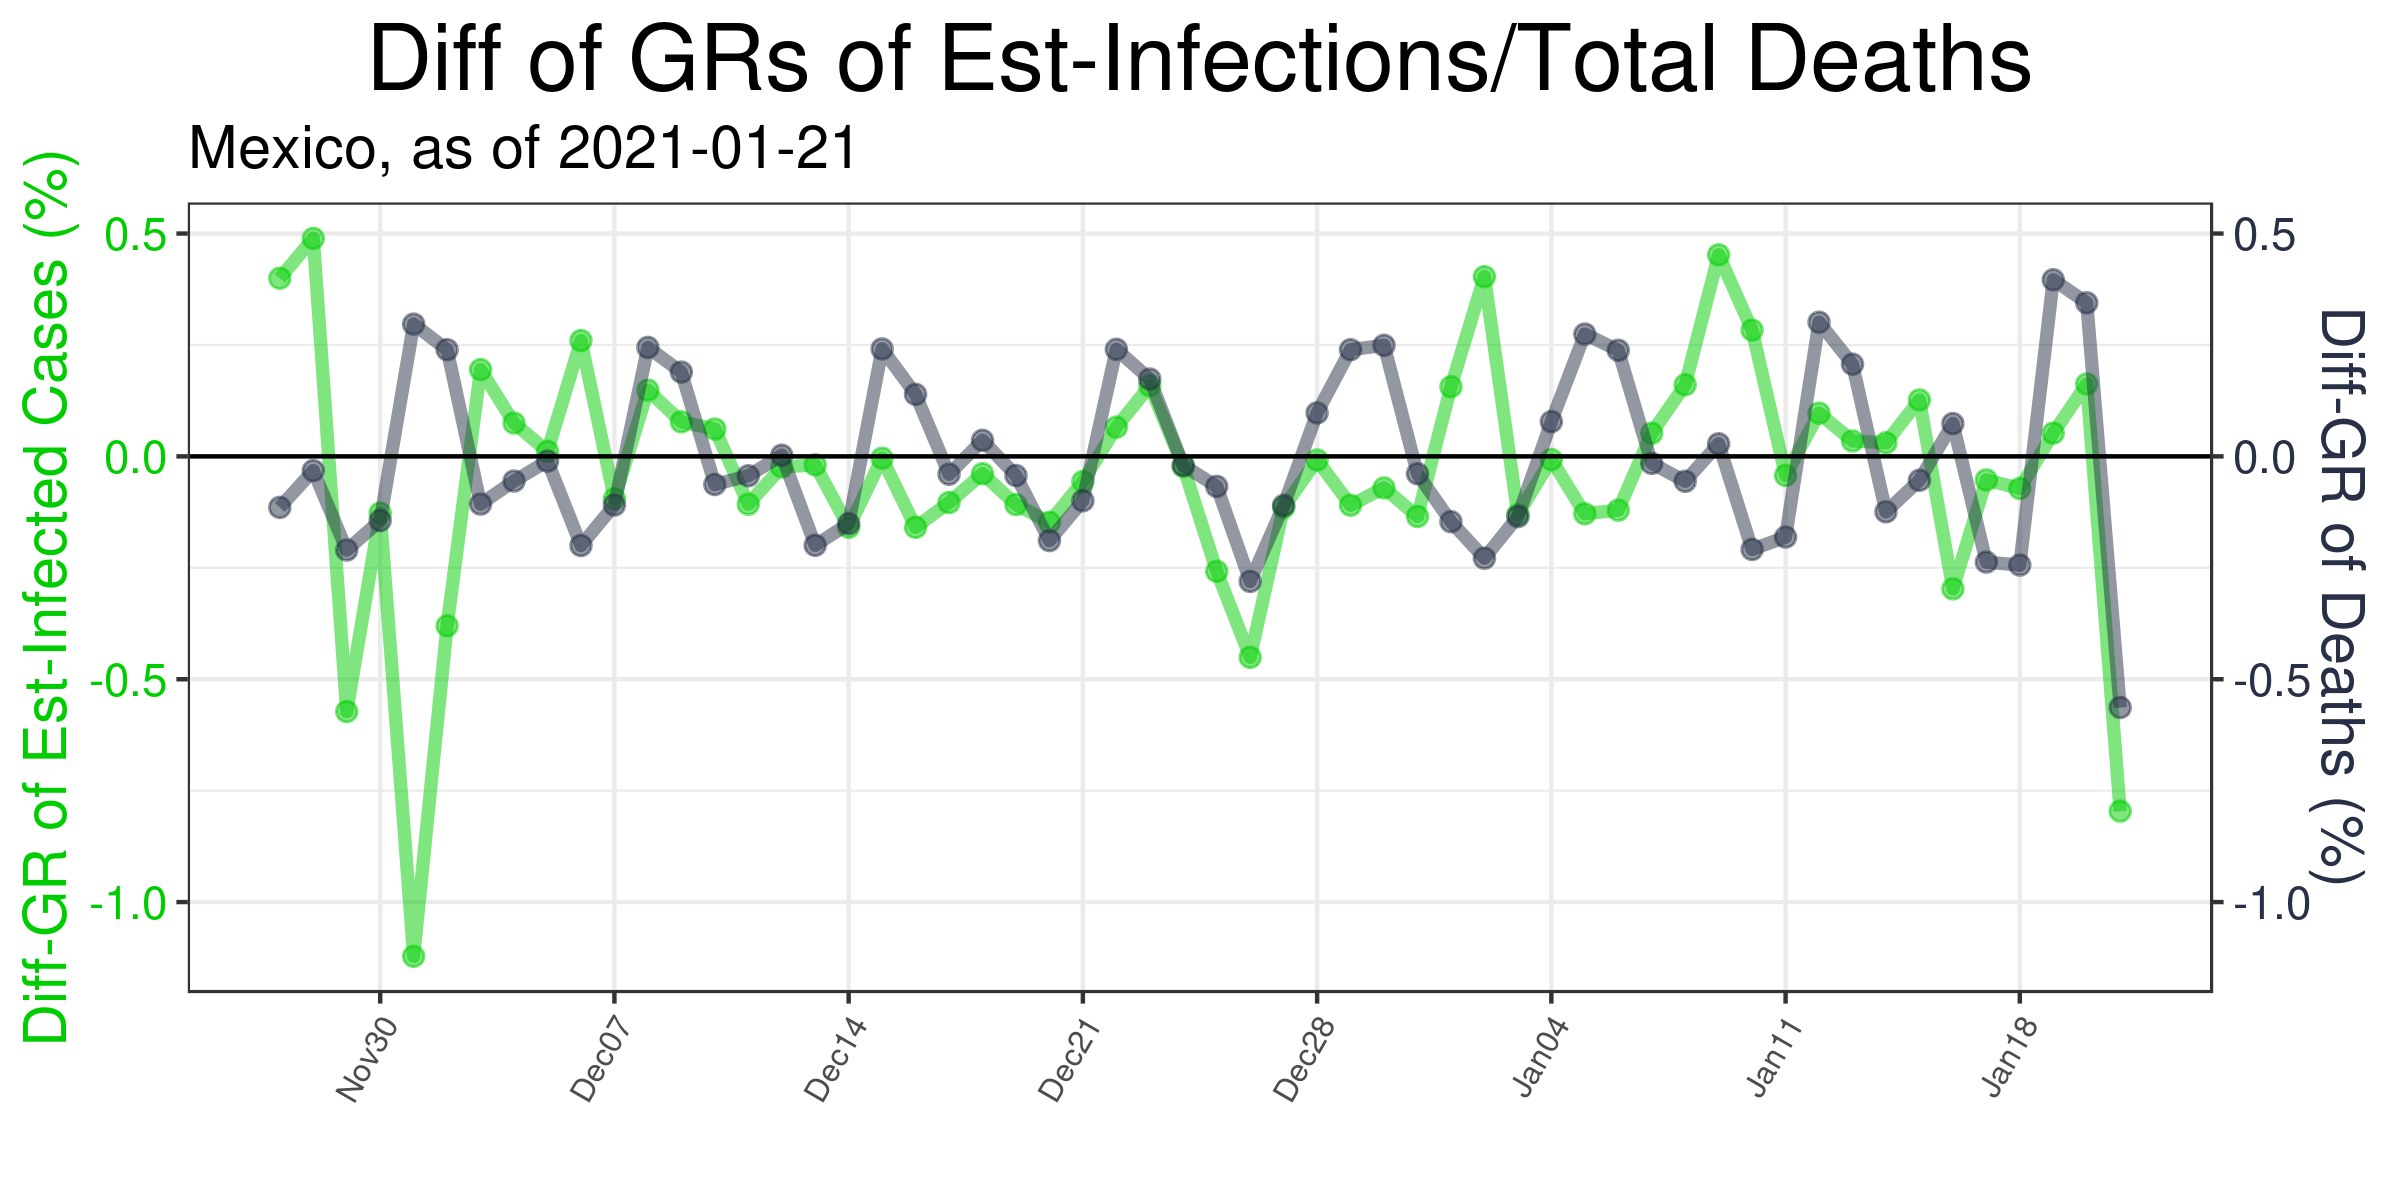 Diff of GRs of Est-Infections/Total Deaths
Mexico, as of 2021-01-21
Diff-GR of Est-Infected Cases (%)
0.5
0.0
-0.5
-1.0
0.5
0.0
-0.5
-1.0
Diff-GR of Deaths (%)
Nov30
Dec07
Dec14
Dec21
Dec28
Jan04
Jan11
Jan18